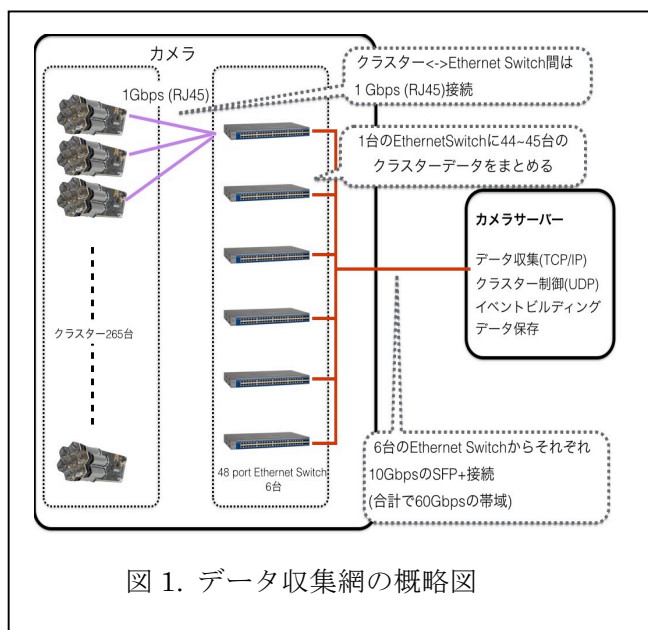 カメラ
1Gbps (RJ45)
クラスター<->Ethernet Switch間は
1 Gbps (RJ45)接続
1台のEthernetSwitchに44~45台の
クラスターデータをまとめる
カメラサーバー
データ収集(TCP/IP)
クラスター制御(UDP)
イベントビルディング
データ保存
クラスター265台
48 port Ethernet Switch
6台
6台のEthernet Switchからそれぞれ
10GbpsのSFP+接続
(合計で60Gbpsの帯域)
図 1. データ収集網の概略図